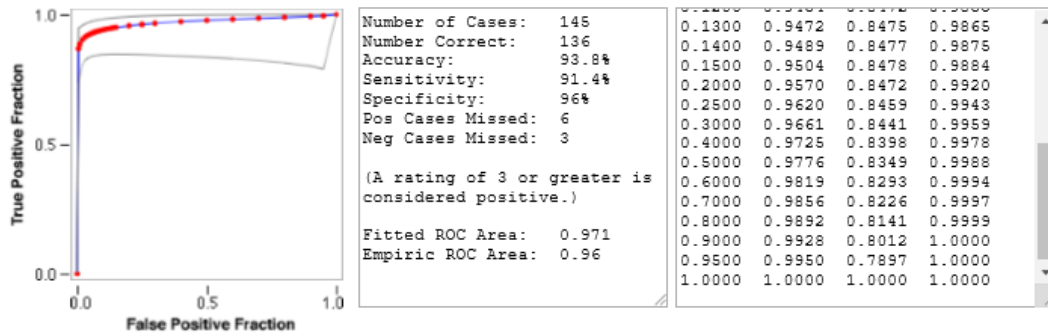 1.0
0.5
0.0
0.0 0.5 1.0
True Positive Fraction
False Positive Fraction
Number of Cases: 145
Number Correct: 136
Accuracy: 93.8%
Sensitivity: 91.4%
Specificity: 96%
Pos Cases Missed: 6
Neg Cases Missed: 3
(A rating of 3 or greater is
considered positive.)
Fitted ROC Area: 0.971
Empiric ROC Area: 0.96
0.1300 0.9472 0.8475 0.9865
0.1400 0.9489 0.8477 0.9875
0.1500 0.9504 0.8478 0.9884
0.2000 0.9570 0.8472 0.9920
0.2500 0.9620 0.8459 0.9943
0.3000 0.9661 0.8441 0.9959
0.4000 0.9725 0.8398 0.9978
0.5000 0.9776 0.8349 0.9988
0.6000 0.9819 0.8293 0.9994
0.7000 0.9856 0.8226 0.9997
0.8000 0.9892 0.8141 0.9999
0.9000 0.9928 0.8012 1.0000
0.9500 0.9950 0.7897 1.0000
1.0000 1.0000 1.0000 1.0000